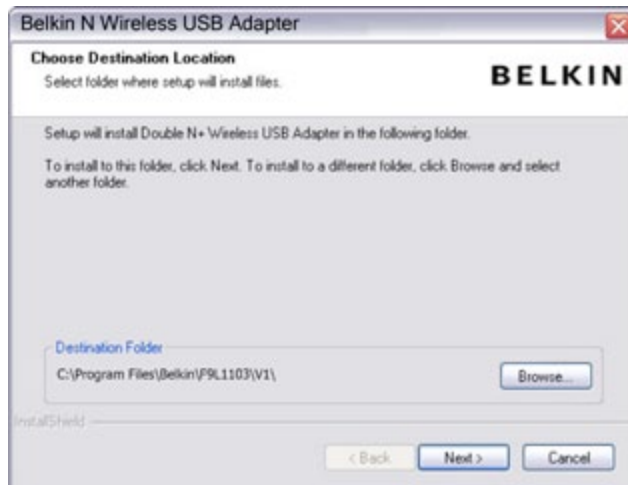 Belkin N Wireless USB Adapter
Choose Destination Location
Select folder where setup will install files.
BELKIN
Setup will install Double N+ Wireless USB Adapter in the following folder.
To install to this folder, click Next. To install to a different folder, click Browse and select
another folder.
Destination Folder
C:\Program Files\Belkin\F9L1103\V1\
Browse...
InstallShield
< Back
Next >
Cancel